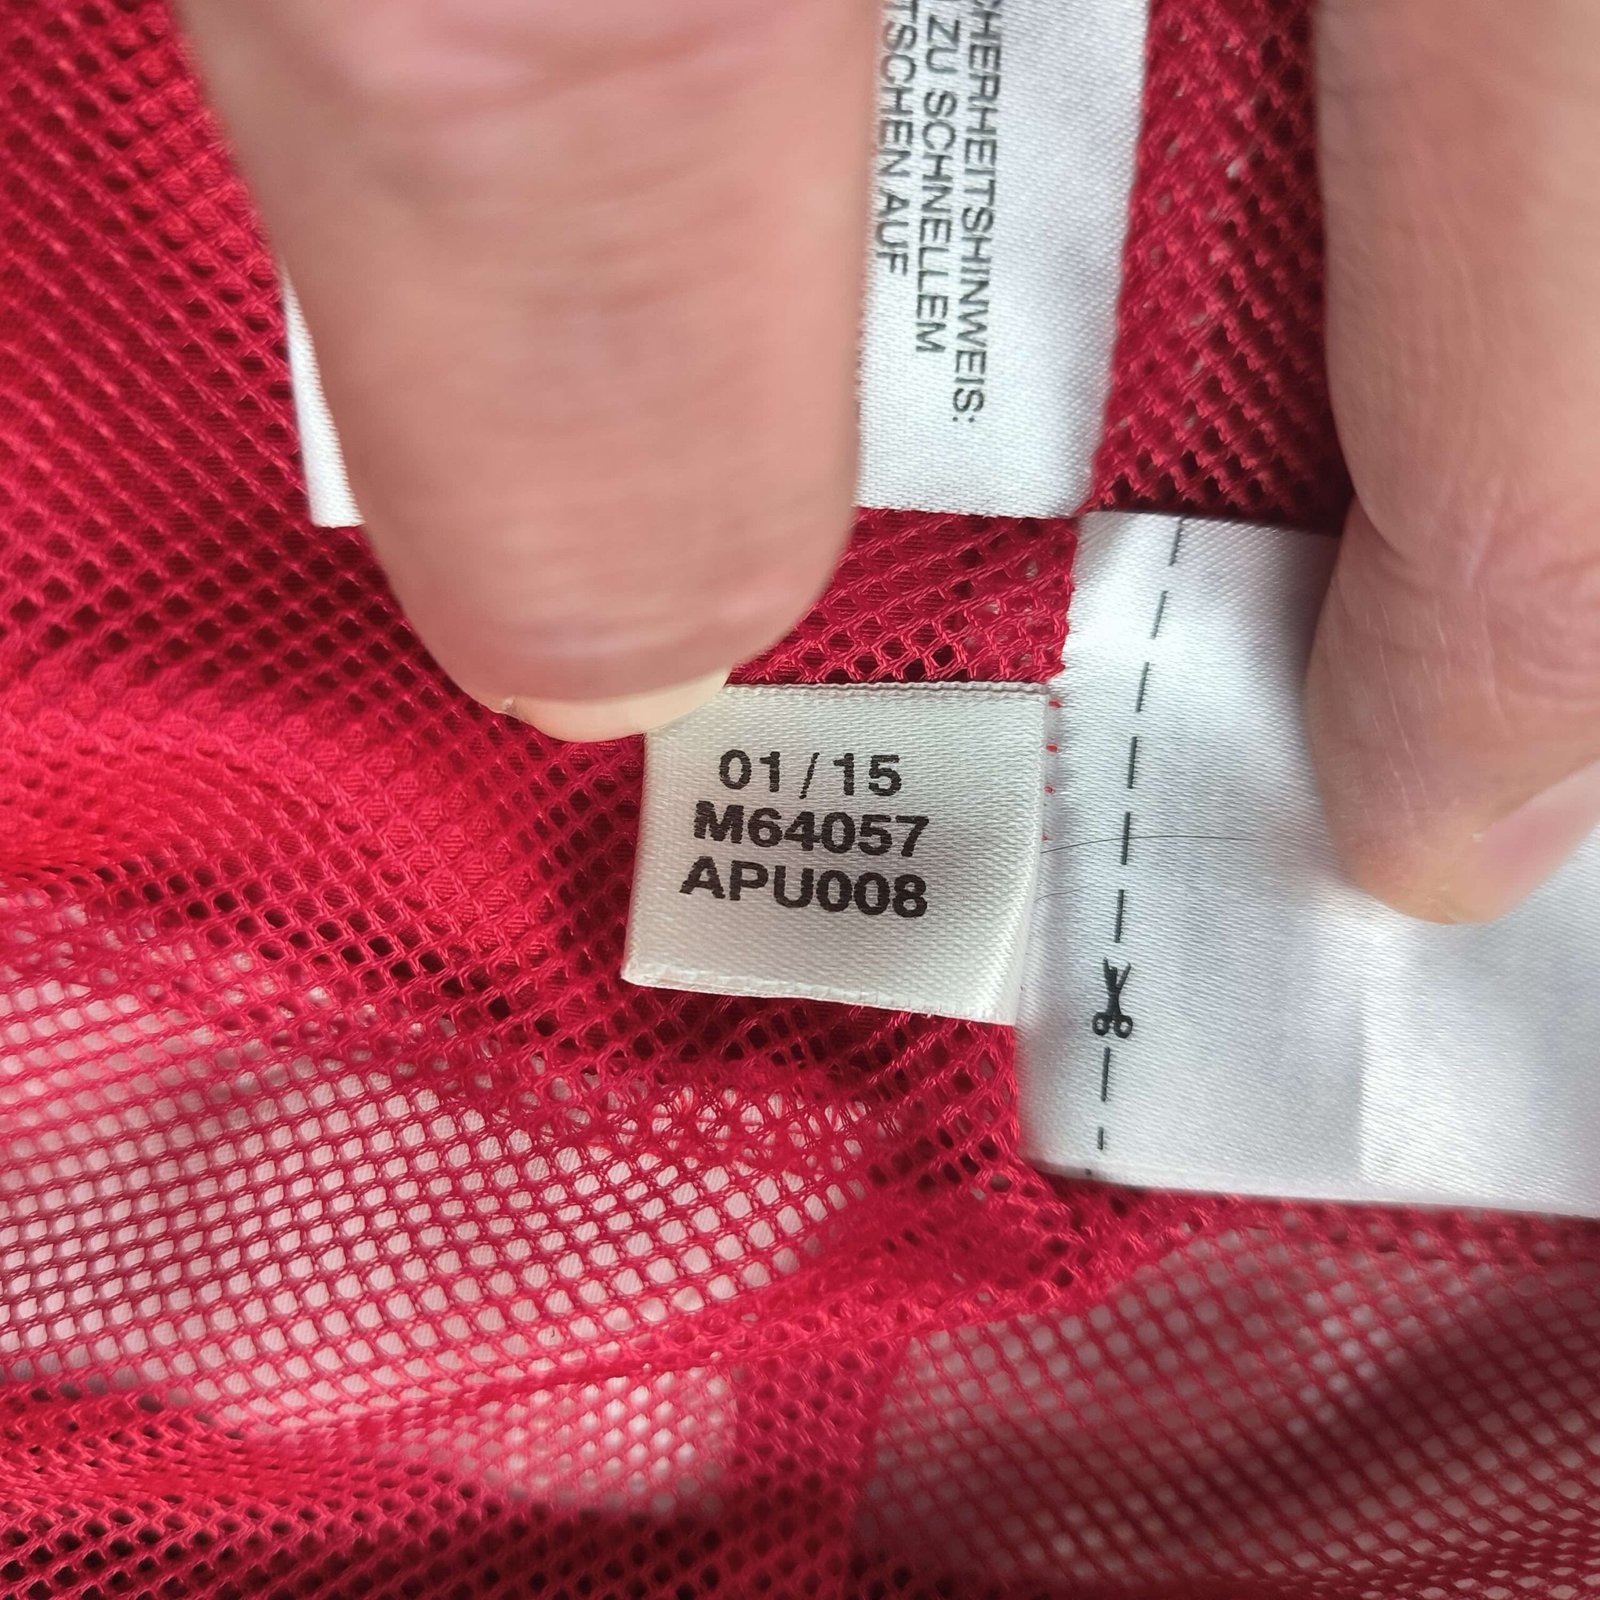 HERHEITSHINWEIS:
ZU SCHNELLEM
TSCHEN AUF
01/15
M64057
APU008